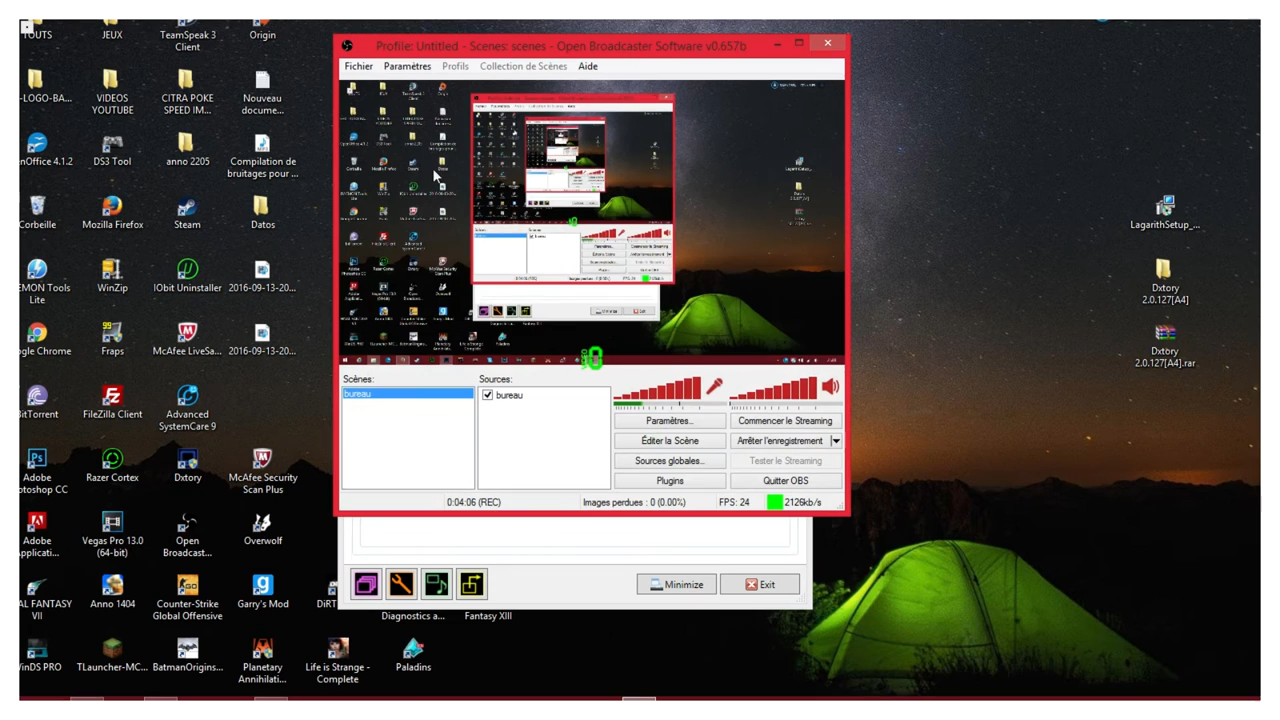 TOUTS
JEUX
TeamSpeak 3
Client
Origin
-LOGO-BA...
VIDEOS
YOUTUBE
CITRA POKE
SPEED IM...
Nouveau
docume...
nOffice 4.1.2
DS3 Tool
anno 2205
Compilation de
bruitages pour ...
Corbeille
Mozilla Firefox
Steam
Datos
EMON Tools
Lite
WinZip
IObit Uninstaller
2016-09-13-20...
gle Chrome
Fraps
McAfee LiveSa...
2016-09-13-20...
itTorrent
FileZilla Client
Advanced
SystemCare 9
Adobe
otoshop CC
Razer Cortex
Dxtory
McAfee Security
Scan Plus
Adobe
Applicati...
Vegas Pro 13.0
(64-bit)
Open
Broadcast...
Overwolf
AL FANTASY
VII
Anno 1404
Counter-Strike
Global Offensive
Garry's Mod
DiRT
Diagnostics a...
Fantasy XIII
inDS PRO
TLauncher-MC...
BatmanOrigins...
Planetary
Annihilati...
Life is Strange -
Complete
Paladins
Profile: Untitled - Scenes: scenes - Open Broadcaster Software v0.657b
Fichier Paramètres Profils Collection de Scènes Aide
Scènes:
bureau
Sources:
bureau
Paramètres...
Commencer le Streaming
Éditer la Scène
Arrêter l'enregistrement
Sources globales...
Tester le Streaming
Plugins
Quitter OBS
0:04:06 (REC)
Images perdues : 0 (0.00%)
FPS: 24
2126kb/s
Minimize
Exit
LagarithSetup_...
Dxtory
2.0.127[A4]
Dxtory
2.0.127[A4].rar